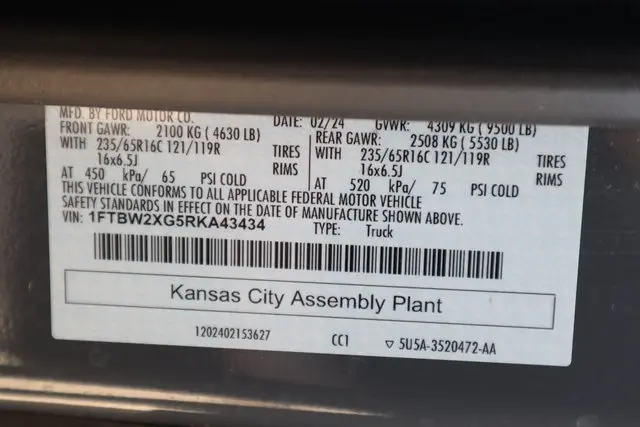 MFD. BY FORD MOTOR CO. DATE: 02/24 GVWR: 4309 KG ( 9500 LB)
FRONT GAWR: 2100 KG ( 4630 LB) REAR GAWR: 2508 KG ( 5530 LB)
WITH 235/65R16C 121/119R TIRES WITH 235/65R16C 121/119R TIRES
16x6.5J RIMS 16x6.5J RIMS
AT 450 kPa/ 65 PSI COLD AT 520 kPa/ 75 PSI COLD
THIS VEHICLE CONFORMS TO ALL APPLICABLE FEDERAL MOTOR VEHICLE
SAFETY STANDARDS IN EFFECT ON THE DATE OF MANUFACTURE SHOWN ABOVE.
VIN: 1FTBW2XG5RKA43434 TYPE: Truck
Kansas City Assembly Plant
1202402153627 CC1 ▽ 5U5A-3520472-AA